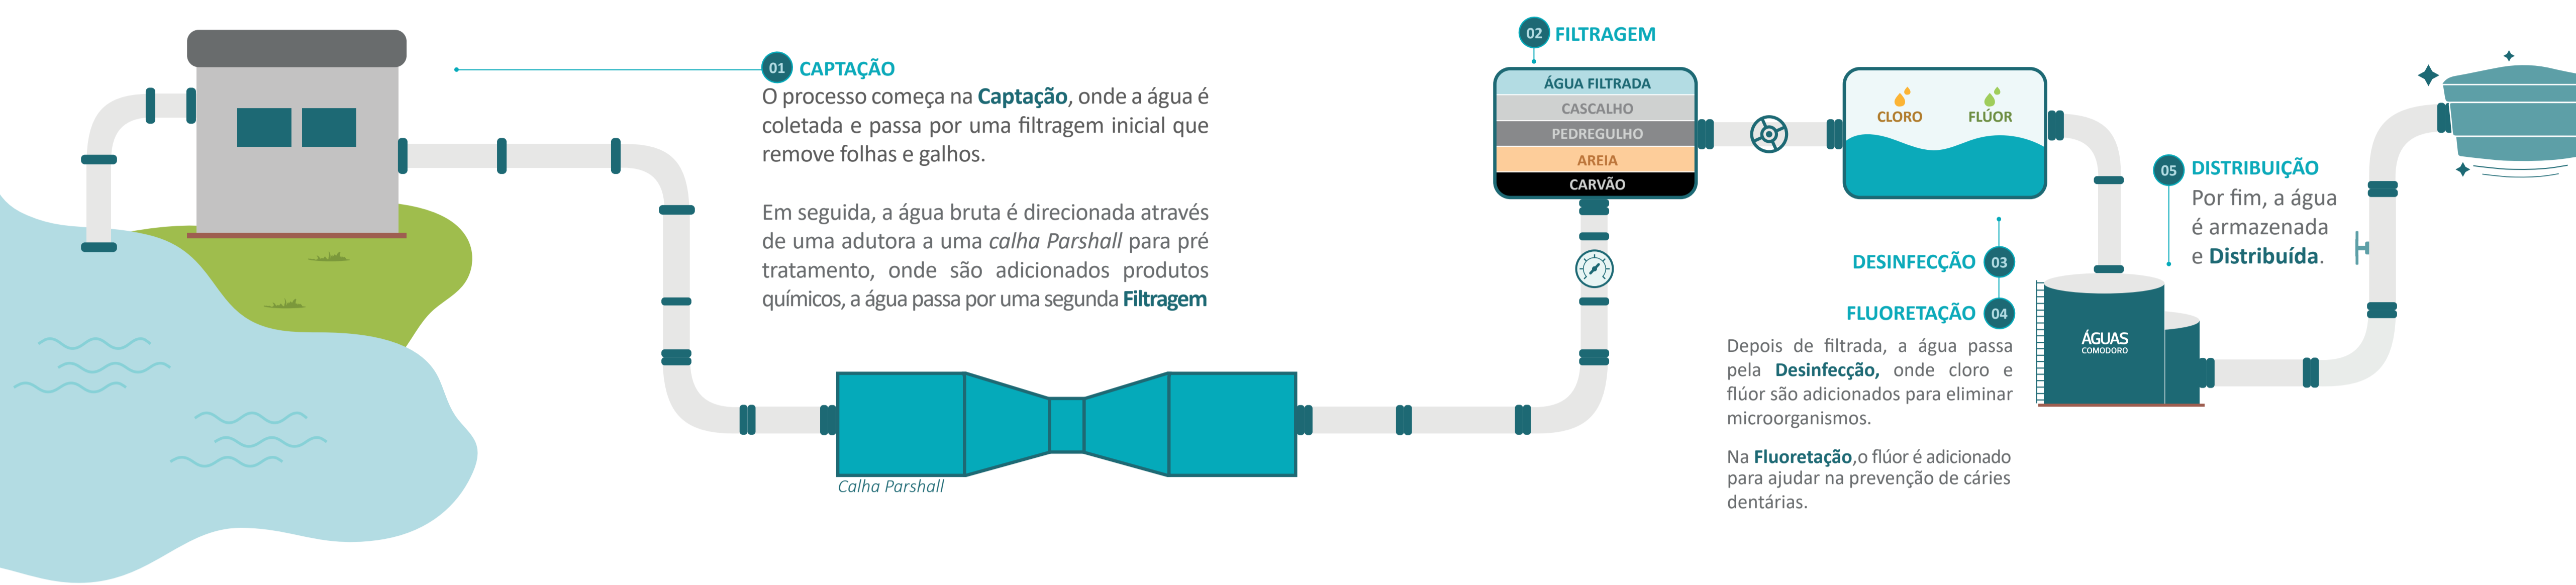 01 CAPTAÇÃO
O processo começa na Captação, onde a água é
coletada e passa por uma filtragem inicial que
remove folhas e galhos.
Em seguida, a água bruta é direcionada através
de uma adutora a uma calha Parshall para pré
tratamento, onde são adicionados produtos
químicos, a água passa por uma segunda Filtragem
Calha Parshall
02 FILTRAGEM
ÁGUA FILTRADA
CASCALHO
PEDREGULHO
AREIA
CARVÃO
CLORO
FLÚOR
DESINFECÇÃO 03
FLUORETAÇÃO 04
Depois de filtrada, a água passa
pela Desinfecção, onde cloro e
flúor são adicionados para eliminar
microorganismos.
Na Fluoretação,o flúor é adicionado
para ajudar na prevenção de cáries
dentárias.
ÁGUAS
COMODORO
05 DISTRIBUIÇÃO
Por fim, a água
é armazenada
e Distribuída.